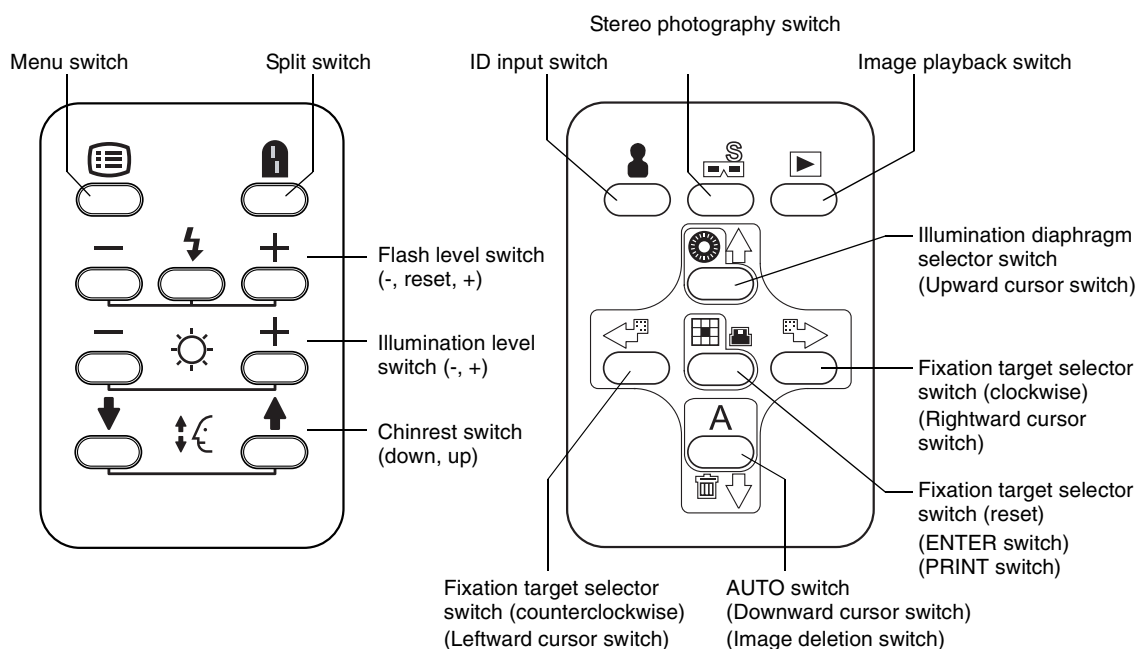 Stereo photography switch
Menu switch
Split switch
ID input switch
Image playback switch
S
Flash level switch
(-, reset, +)
Illumination level
switch (-, +)
Chinrest switch
(down, up)
Illumination diaphragm
selector switch
(Upward cursor switch)
Fixation target selector
switch (clockwise)
(Rightward cursor
switch)
A
Fixation target selector
switch (reset)
(ENTER switch)
(PRINT switch)
Fixation target selector
switch (counterclockwise)
(Leftward cursor switch)
AUTO switch
(Downward cursor switch)
(Image deletion switch)